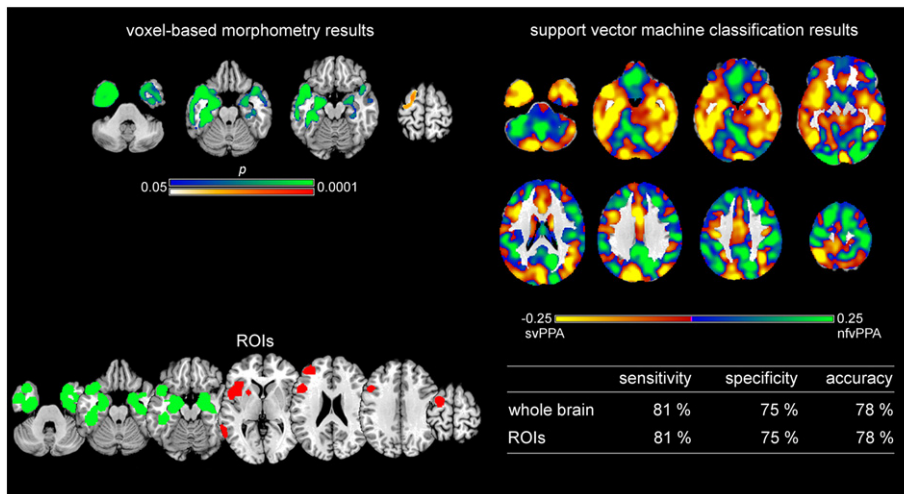 voxel-based morphometry results
p
0.05 0.0001
ROIs
support vector machine classification results
-0.25 0.25
svPPA nfvPPA
sensitivity specificity accuracy
whole brain 81 % 75 % 78 %
ROIs 81 % 75 % 78 %